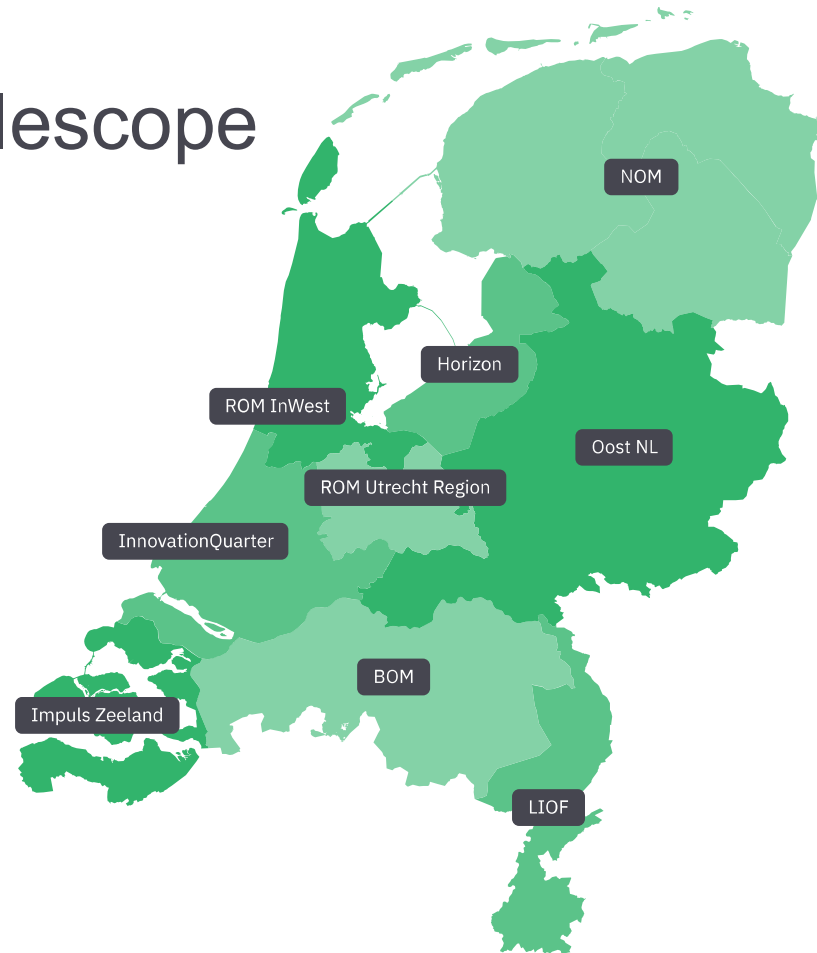 lescope
NOM
Horizon
ROM InWest
Oost NL
ROM Utrecht Region
InnovationQuarter
BOM
Impuls Zeeland
LIOF